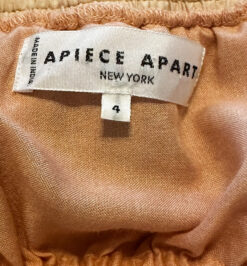 MADE IN INDIA
APIECE APART
NEW YORK
4